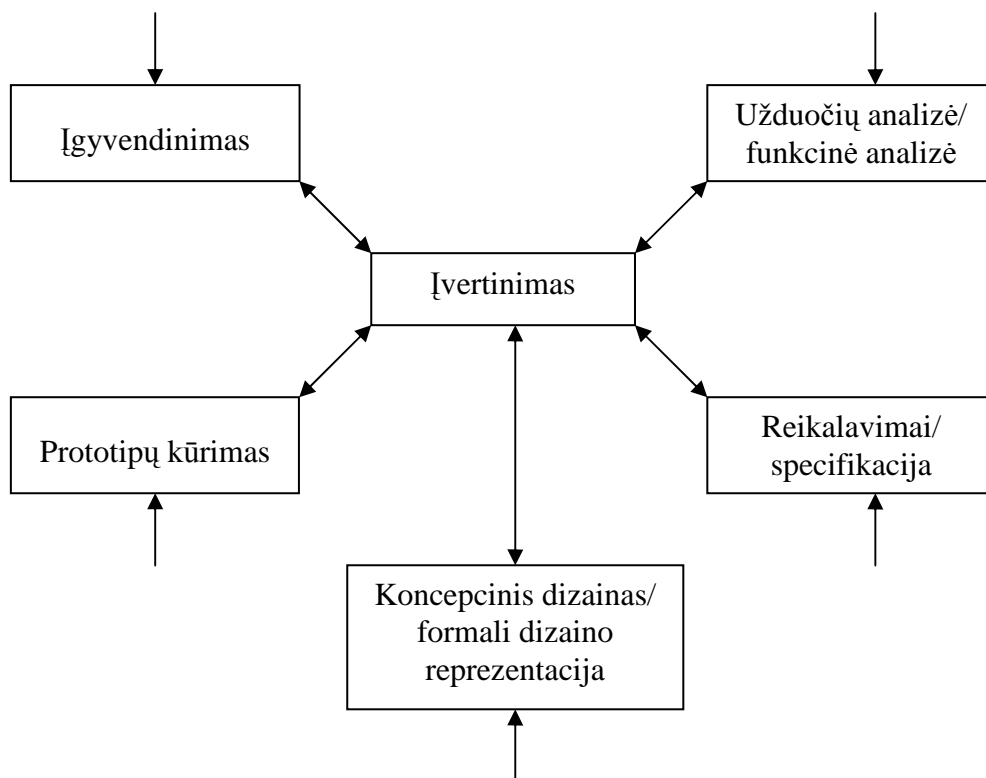 Įgyvendinimas
Užduočių analizė/
funkcinė analizė
Įvertinimas
Prototipų kūrimas
Reikalavimai/
specifikacija
Koncepcinis dizainas/
formali dizaino
reprezentacija